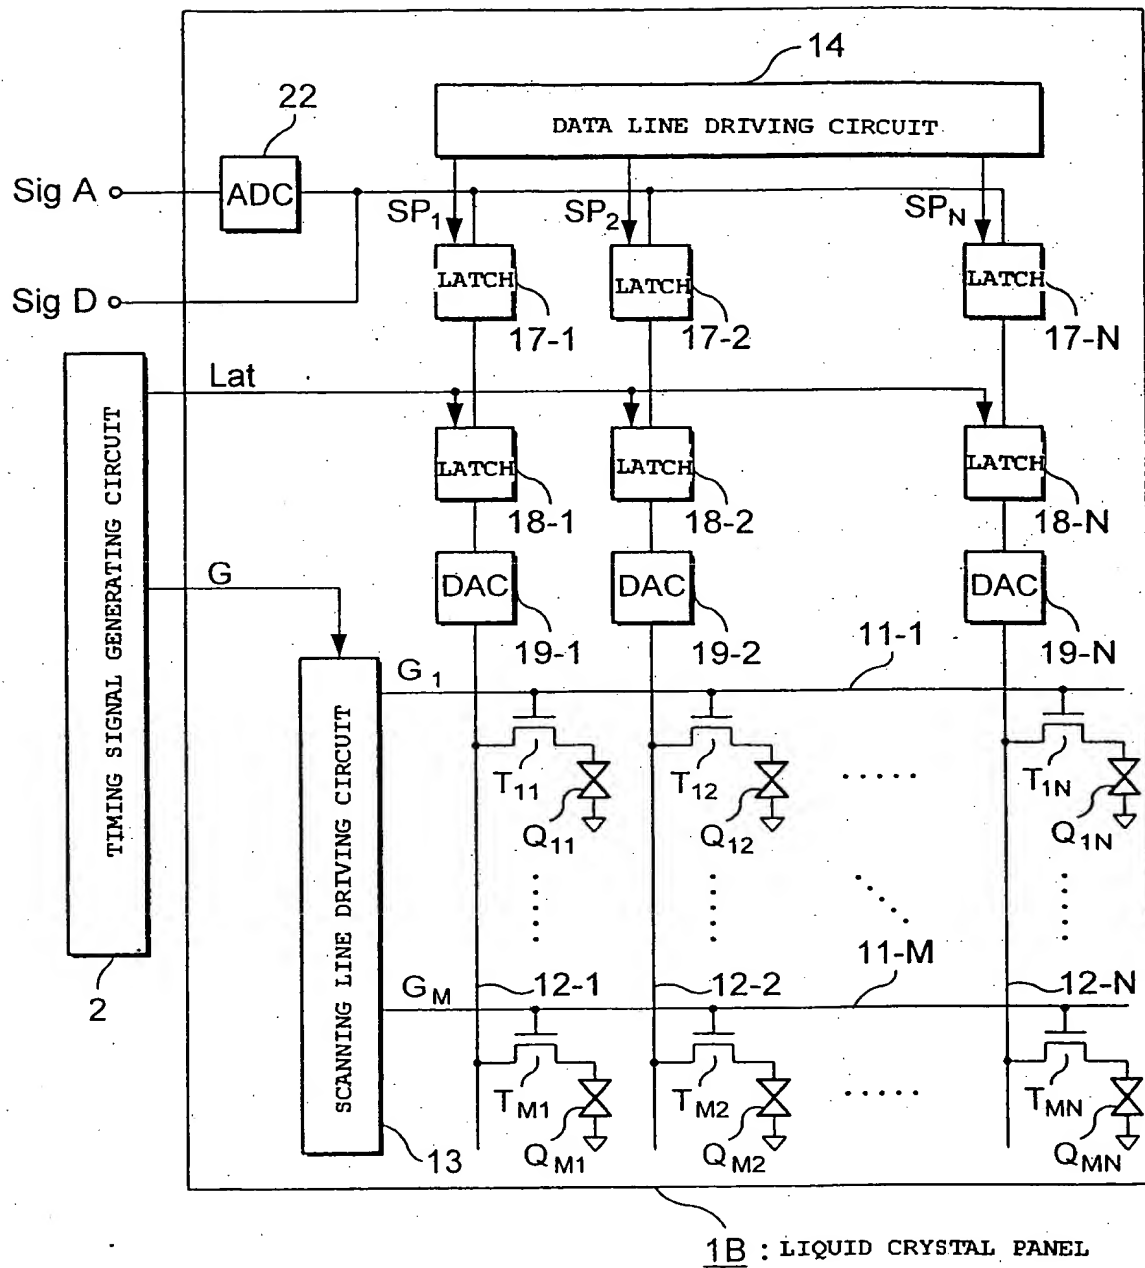 14
DATA LINE DRIVING CIRCUIT
22
Sig A
ADC
SP1
SP2
SPN
LATCH
LATCH
LATCH
Sig D
17-1
17-2
17-N
Lat
LATCH
LATCH
LATCH
18-1
18-2
18-N
TIMING SIGNAL GENERATING CIRCUIT
G
DAC
DAC
DAC
19-1
19-2
11-1
19-N
G1
SCANNING LINE DRIVING CIRCUIT
T11
T12
T1N
Q11
Q12
Q1N
11-M
2
GM
12-1
12-2
12-N
TM1
TM2
TMN
13
QM1
QM2
QMN
1B : LIQUID CRYSTAL PANEL